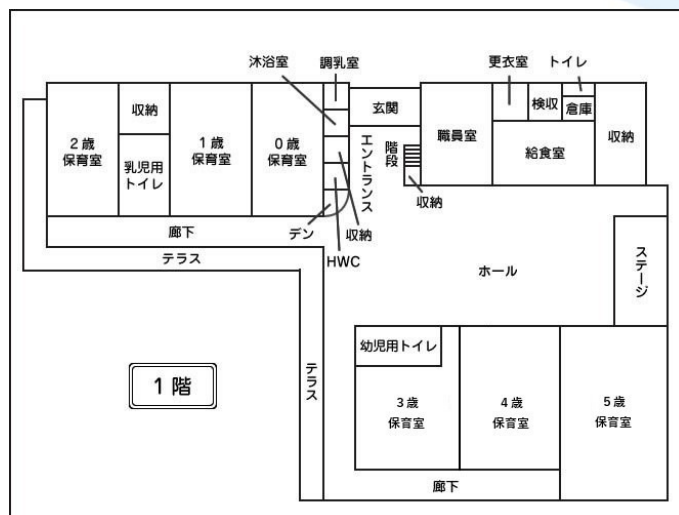 沐浴室
調乳室
更衣室
トイレ
収納
玄関
検収
倉庫
2歳
保育室
1歳
保育室
0歳
保育室
エントランス
階段
職員室
給食室
収納
乳児用
トイレ
収納
廊下
デン
収納
テラス
HWC
ホール
ステージ
幼児用トイレ
テラス
1階
3歳
保育室
4歳
保育室
5歳
保育室
廊下